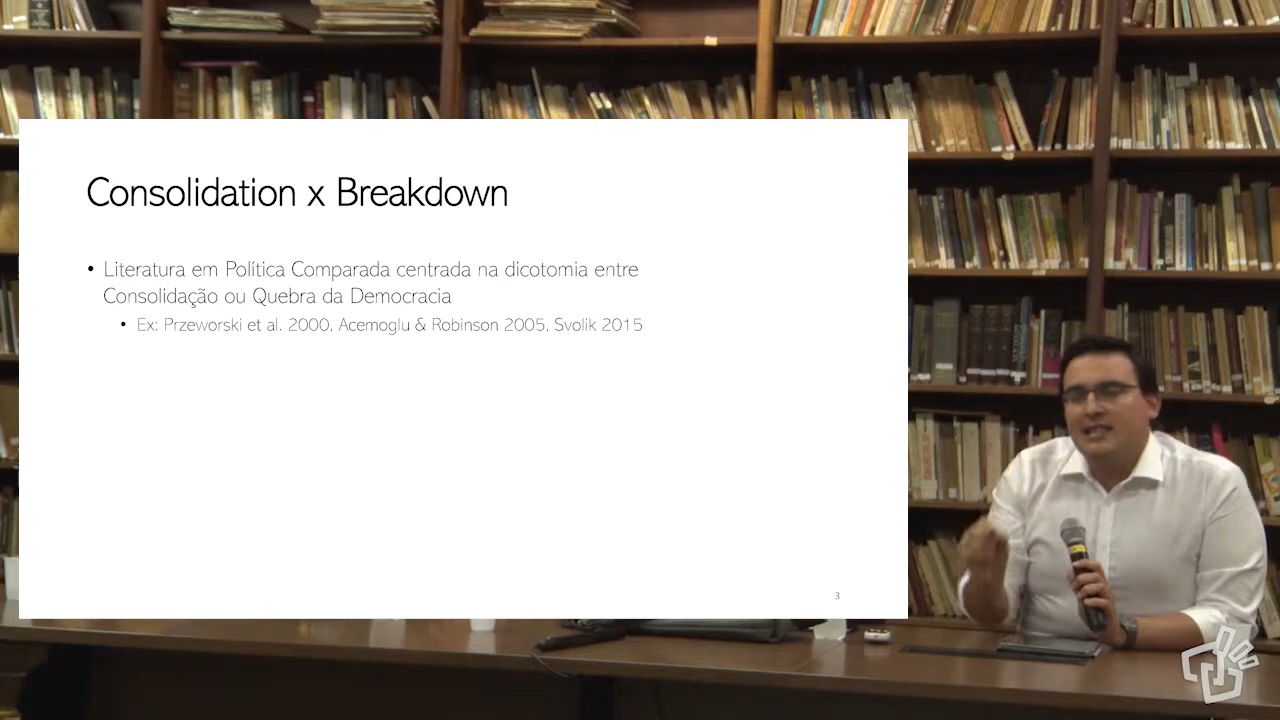 Consolidation x Breakdown
• Literatura em Política Comparada centrada na dicotomia entre
Consolidação ou Quebra da Democracia
• Ex: Przeworski et al. 2000, Acemoglu & Robinson 2005, Svolik 2015
3